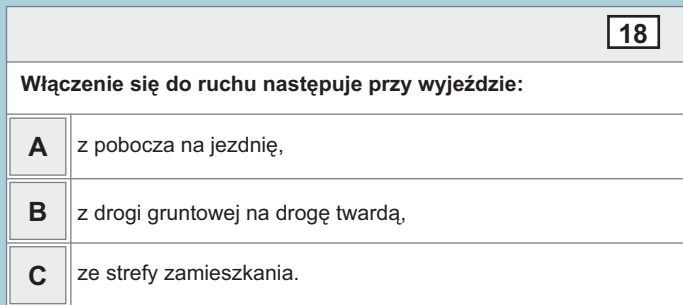 18
Włączenie się do ruchu następuje przy wyjeździe:
A z pobocza na jezdnię,
B z drogi gruntowej na drogę twardą,
C ze strefy zamieszkania.